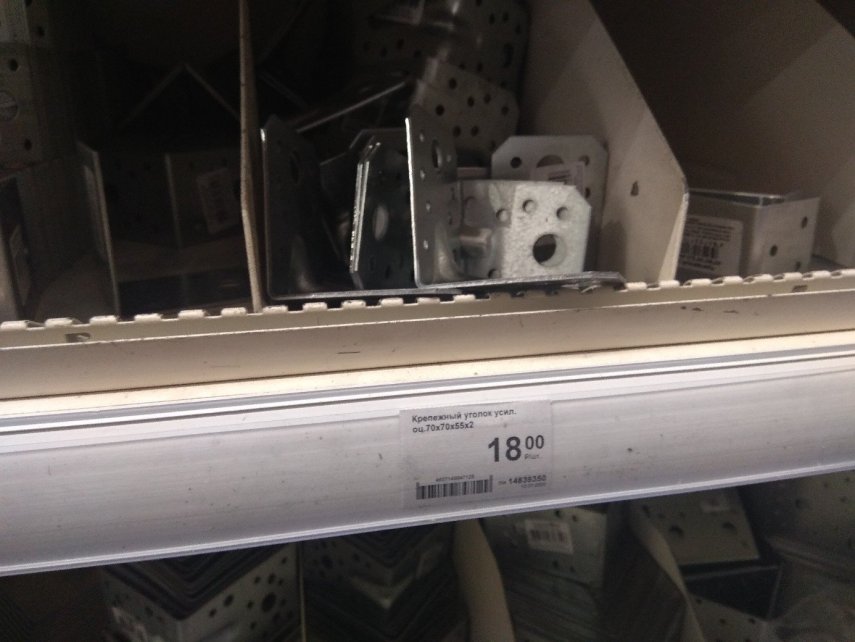 Крепежный уголок усил.
оц.70х70х55х2
18 00
Р/шт.
14839350